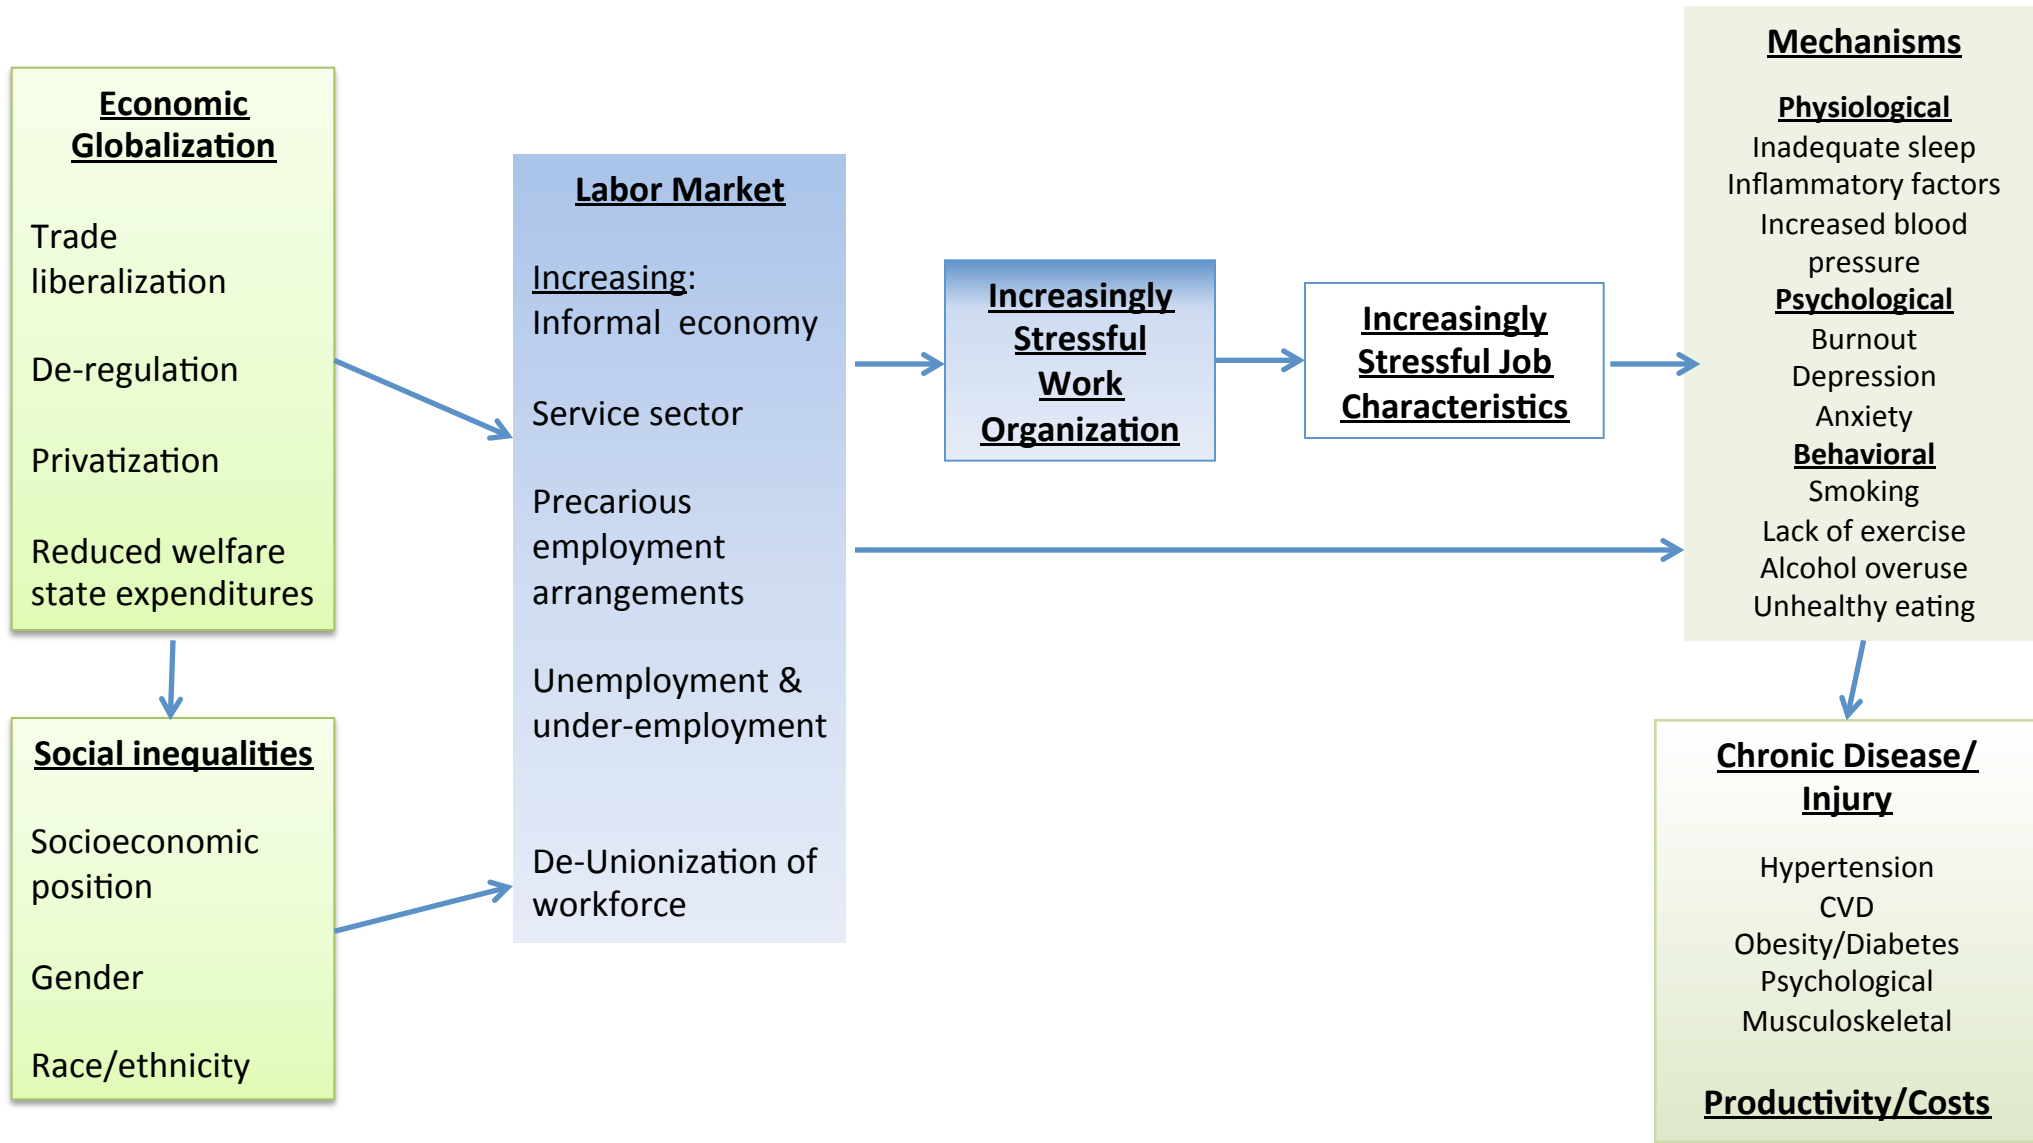 Economic
Globalization
Trade
liberalization
De-regulation
Privatization
Reduced welfare
state expenditures
Social inequalities
Socioeconomic
position
Gender
Race/ethnicity
Labor Market
Increasing:
Informal economy
Service sector
Precarious
employment
arrangements
Unemployment &
under-employment
De-Unionization of
workforce
Increasingly
Stressful
Work
Organization
Increasingly
Stressful Job
Characteristics
Mechanisms
Physiological
Inadequate sleep
Inflammatory factors
Increased blood
pressure
Psychological
Burnout
Depression
Anxiety
Behavioral
Smoking
Lack of exercise
Alcohol overuse
Unhealthy eating
Chronic Disease/
Injury
Hypertension
CVD
Obesity/Diabetes
Psychological
Musculoskeletal
Productivity/Costs